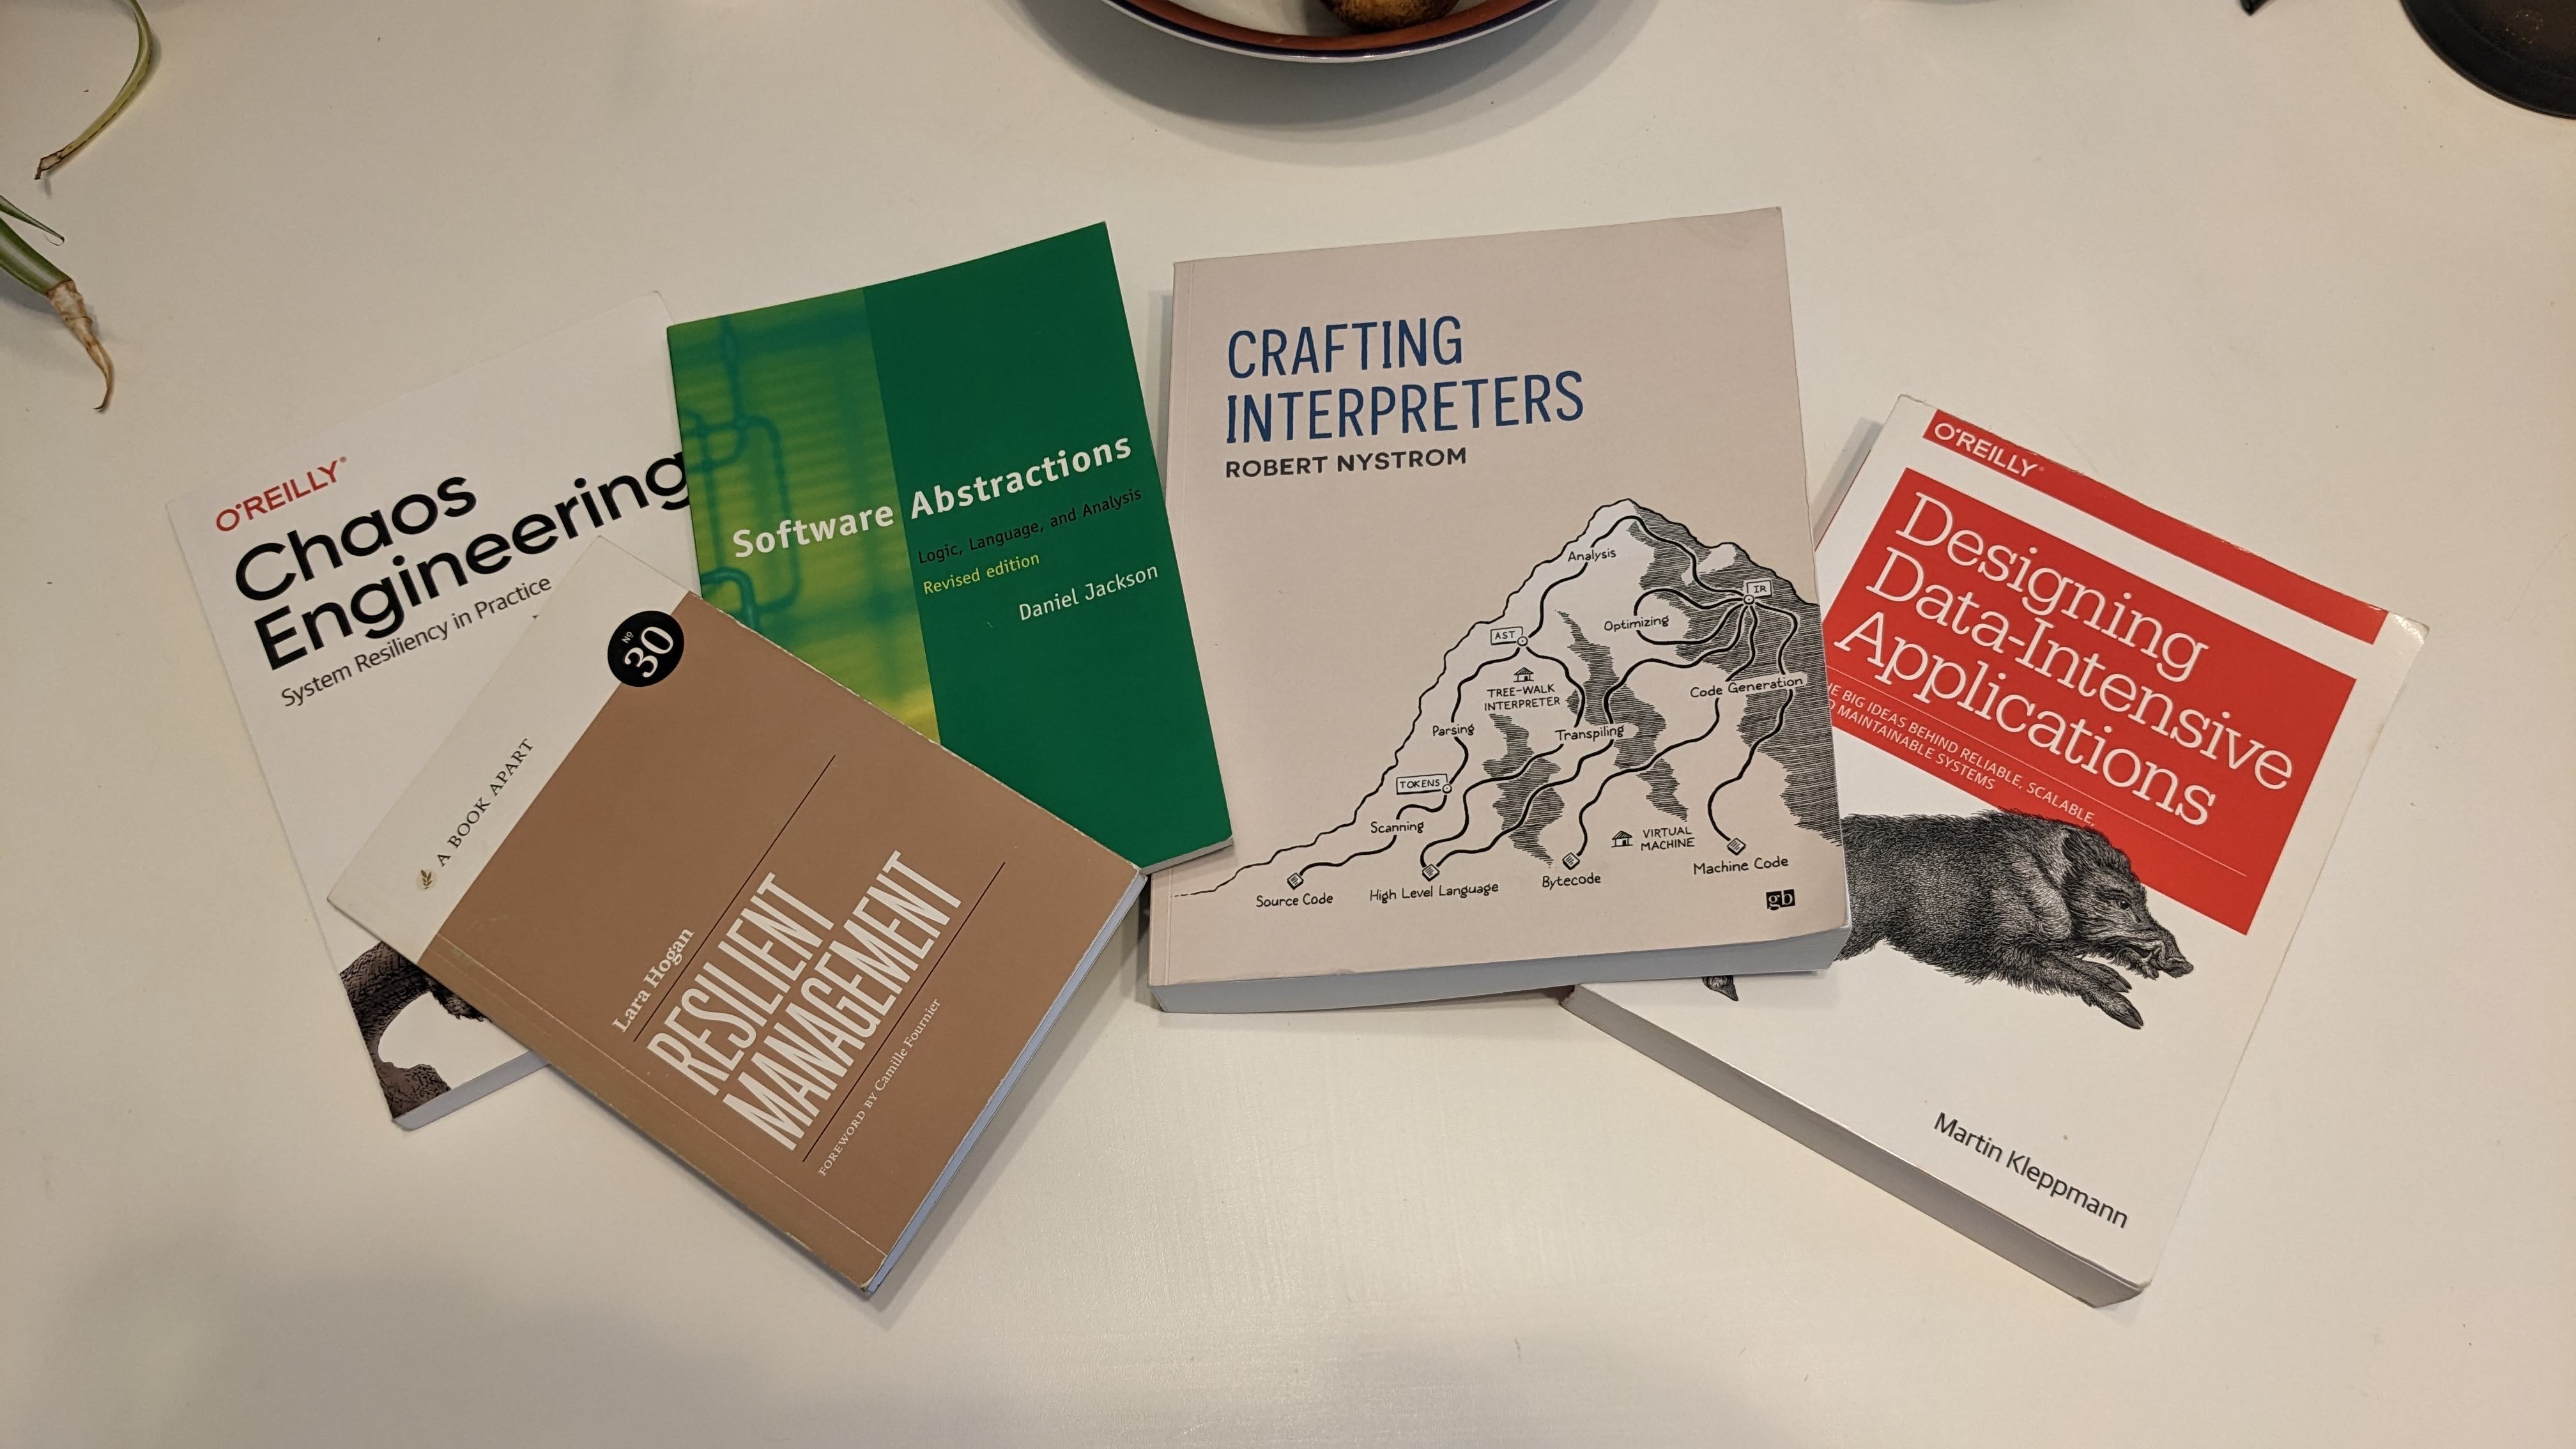 O'REILLY®
Chaos
Engineering
System Resiliency in Practice
Nº
30
A BOOK APART
Lara Hogan
RESILIENT
MANAGEMENT
FOREWORD BY Camille Fournier
Software Abstractions
Logic, Language, and Analysis
Revised edition
Daniel Jackson
CRAFTING
INTERPRETERS
ROBERT NYSTROM
Analysis
IR
Optimizing
AST
TREE-WALK
INTERPRETER
Code Generation
Parsing
Transpiling
TOKENS
Scanning
VIRTUAL
MACHINE
Source Code
High Level Language
Bytecode
Machine Code
gb
O'REILLY®
Designing
Data-Intensive
Applications
BIG IDEAS BEHIND RELIABLE, SCALABLE,
MAINTAINABLE SYSTEMS
Martin Kleppmann